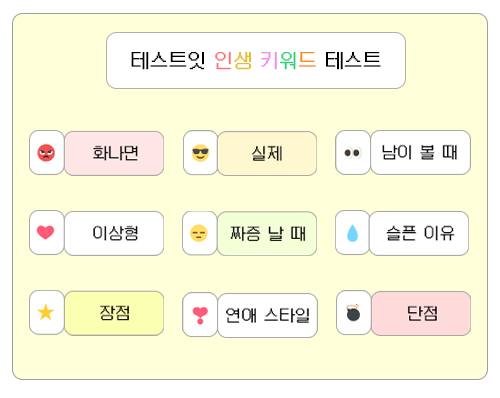 테스트잇 인생 키워드 테스트
화나면
실제
남이 볼 때
이상형
짜증 날 때
슬픈 이유
장점
연애 스타일
단점